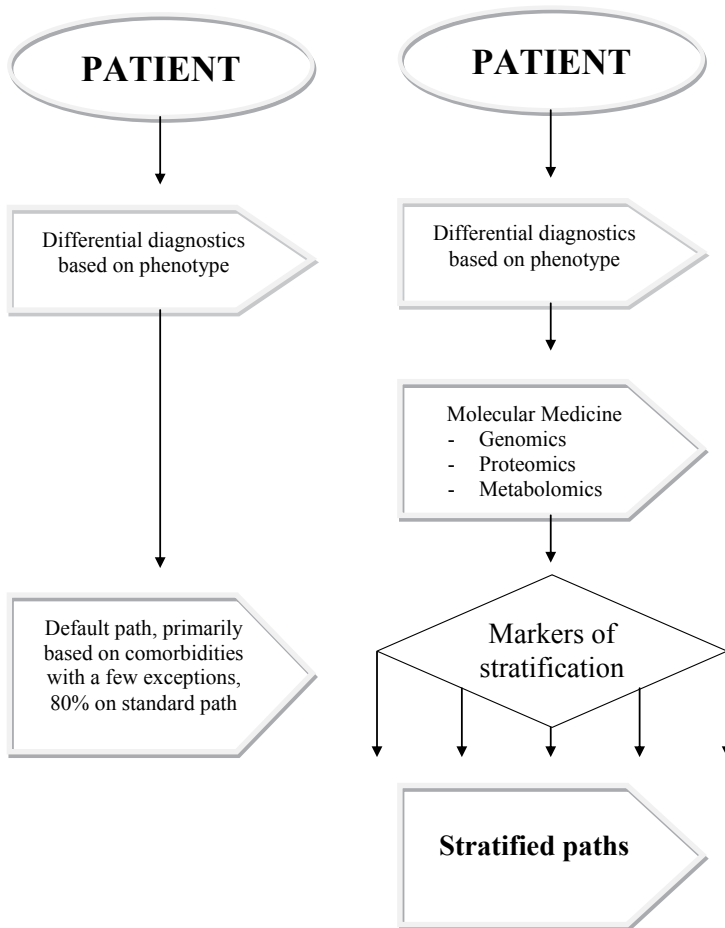 PATIENT
Differential diagnostics
based on phenotype
Default path, primarily
based on comorbidities
with a few exceptions,
80% on standard path
PATIENT
Differential diagnostics
based on phenotype
Molecular Medicine
- Genomics
- Proteomics
- Metabolomics
Markers of
stratification
Stratified paths